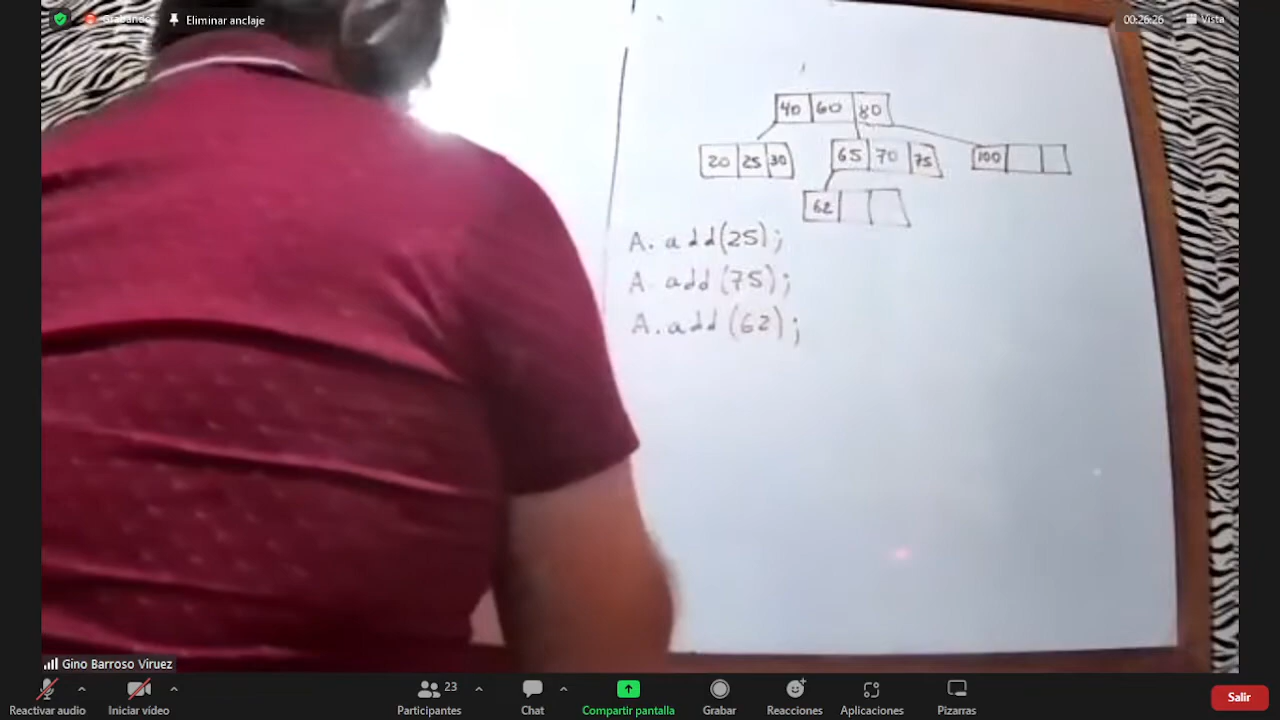 Grabando Eliminar anclaje 00:26:26 Vista
40 60 80
20 25 30 65 70 75 100
62
A. add(25);
A. add(75);
A. add(62);
Gino Barroso Viruez
23
Reactivar audio Iniciar vídeo Participantes Chat Compartir pantalla Grabar Reacciones Aplicaciones Pizarras Salir